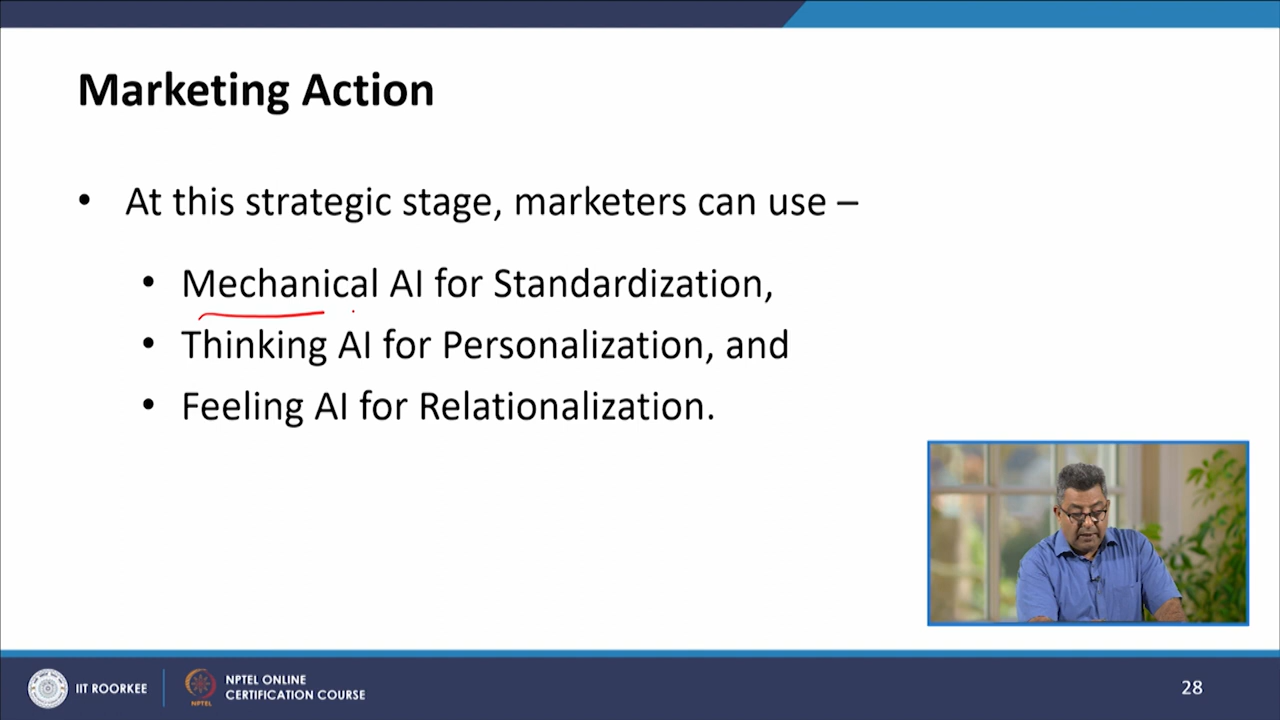 Marketing Action
• At this strategic stage, marketers can use –
• Mechanical AI for Standardization,
• Thinking AI for Personalization, and
• Feeling AI for Relationalization.
IIT ROORKEE
NPTEL
NPTEL ONLINE
CERTIFICATION COURSE
28